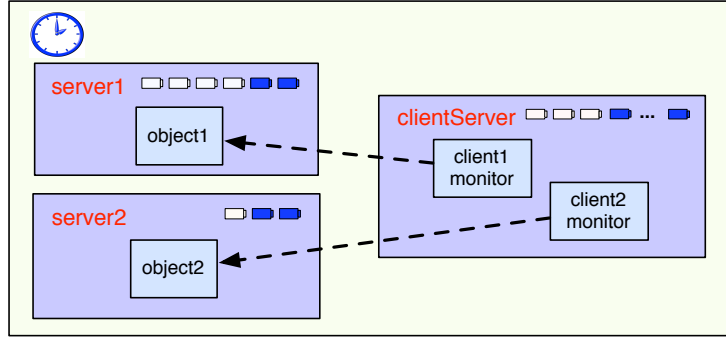 server1
object1
server2
object2
clientServer
...
client1
monitor
client2
monitor